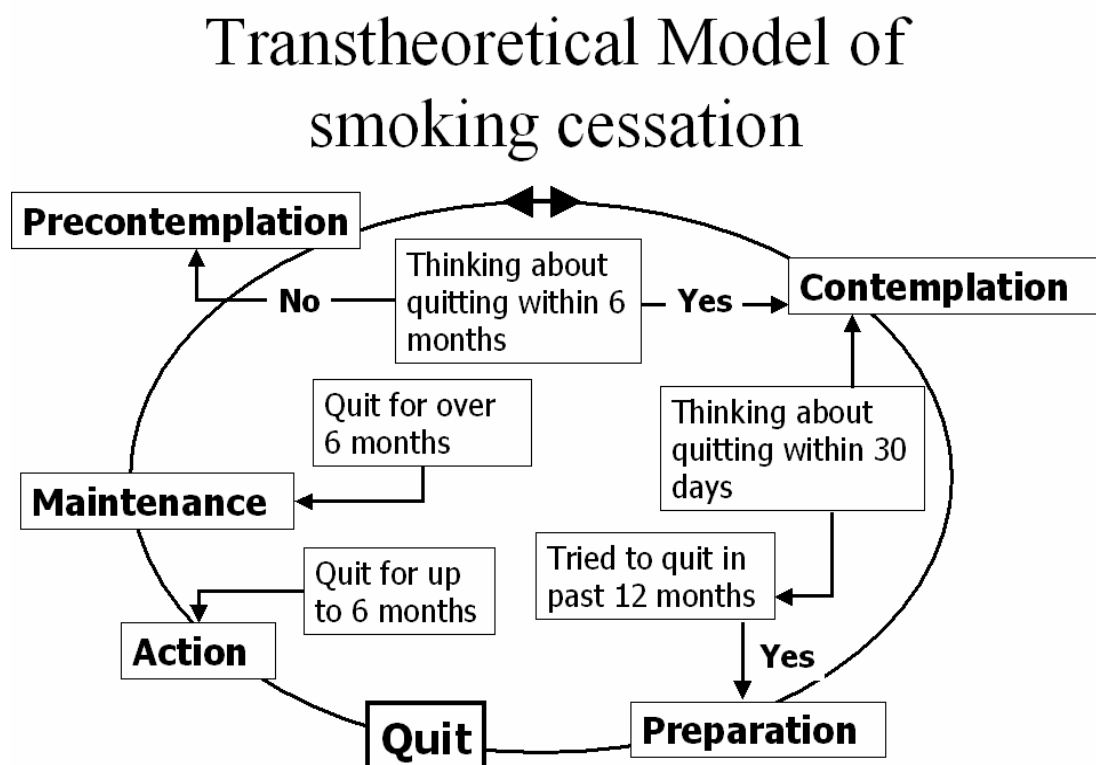 Transtheoretical Model of
smoking cessation
Precontemplation
Thinking about
quitting within 6
months
No
Yes
Contemplation
Quit for over
6 months
Thinking about
quitting within 30
days
Maintenance
Tried to quit in
past 12 months
Quit for up
to 6 months
Action
Yes
Quit
Preparation